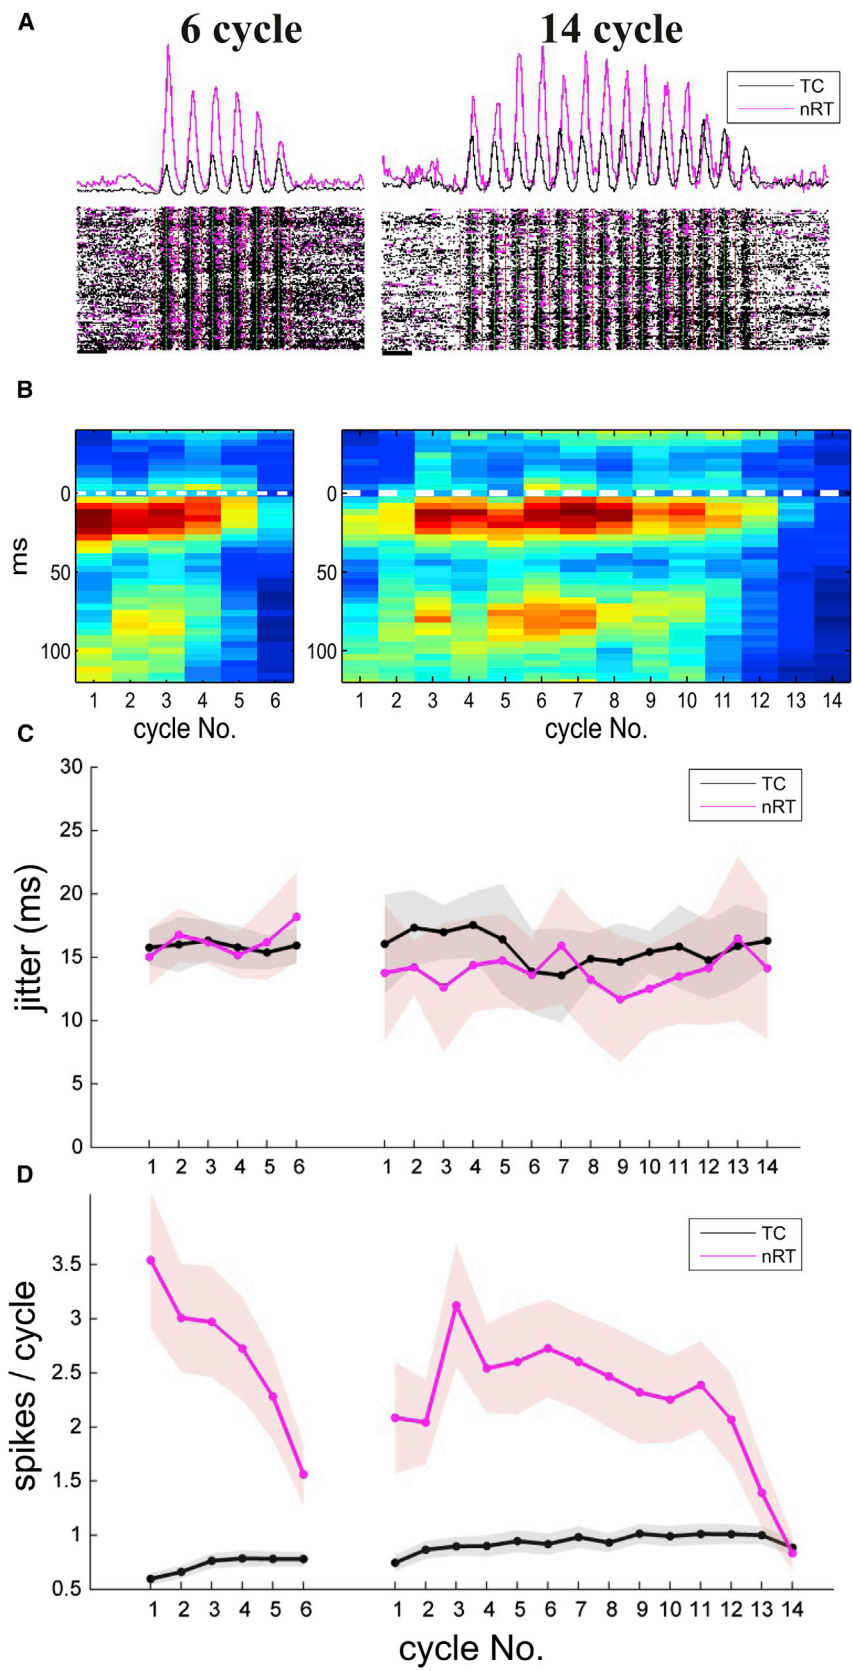 A
6 cycle
14 cycle
TC
nRT
B
ms
0
50
100
0
50
100
1 2 3 4 5 6
1 2 3 4 5 6 7 8 9 10 11 12 13 14
cycle No.
cycle No.
C
jitter (ms)
30
25
20
15
10
5
0
TC
nRT
1 2 3 4 5 6
1 2 3 4 5 6 7 8 9 10 11 12 13 14
D
spikes / cycle
3.5
3
2.5
2
1.5
1
0.5
TC
nRT
1 2 3 4 5 6
1 2 3 4 5 6 7 8 9 10 11 12 13 14
cycle No.